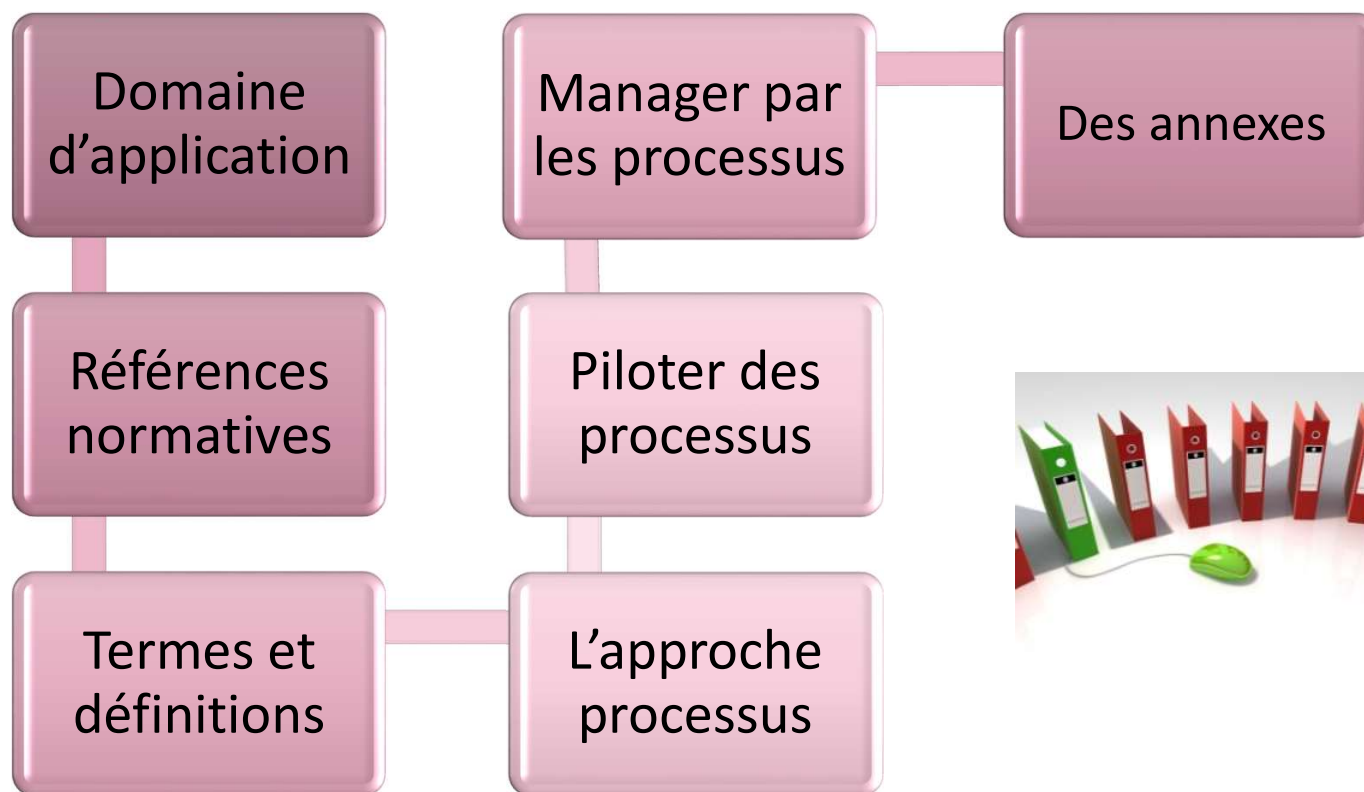 Domaine
d’application
Références
normatives
Termes et
définitions
L’approche
processus
Piloter des
processus
Manager par
les processus
Des annexes